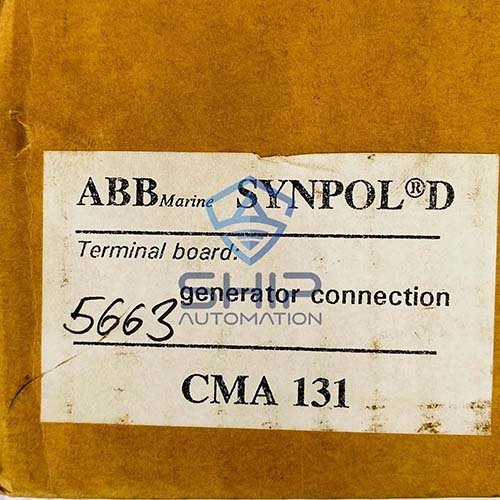 ABB Marine SYNPOL®D
Terminal board:
SHIP
AUTOMATION
generator connection
5663
CMA 131